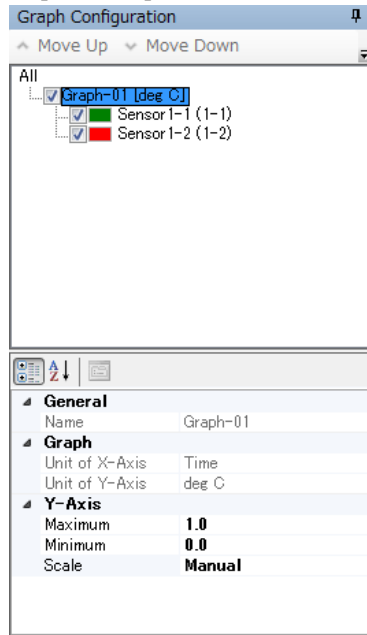 Graph Configuration
Move Up Move Down
All
Graph-01 [deg C]
Sensor1-1 (1-1)
Sensor1-2 (1-2)
General
Name Graph-01
Graph
Unit of X-Axis Time
Unit of Y-Axis deg C
Y-Axis
Maximum 1.0
Minimum 0.0
Scale Manual